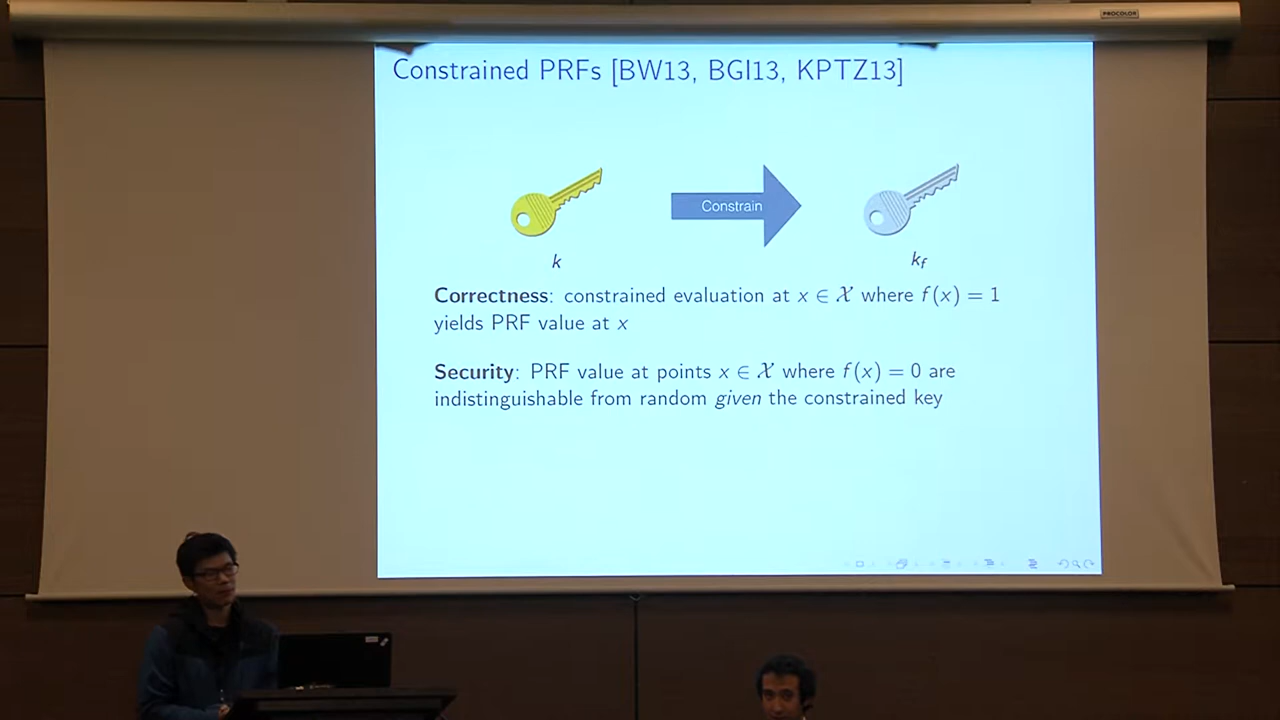 PROCOLOR
Constrained PRFs [BW13, BGI13, KPTZ13]
Constrain
k
k_f
Correctness: constrained evaluation at x ∈ 𝒳 where f(x) = 1
yields PRF value at x
Security: PRF value at points x ∈ 𝒳 where f(x) = 0 are
indistinguishable from random given the constrained key